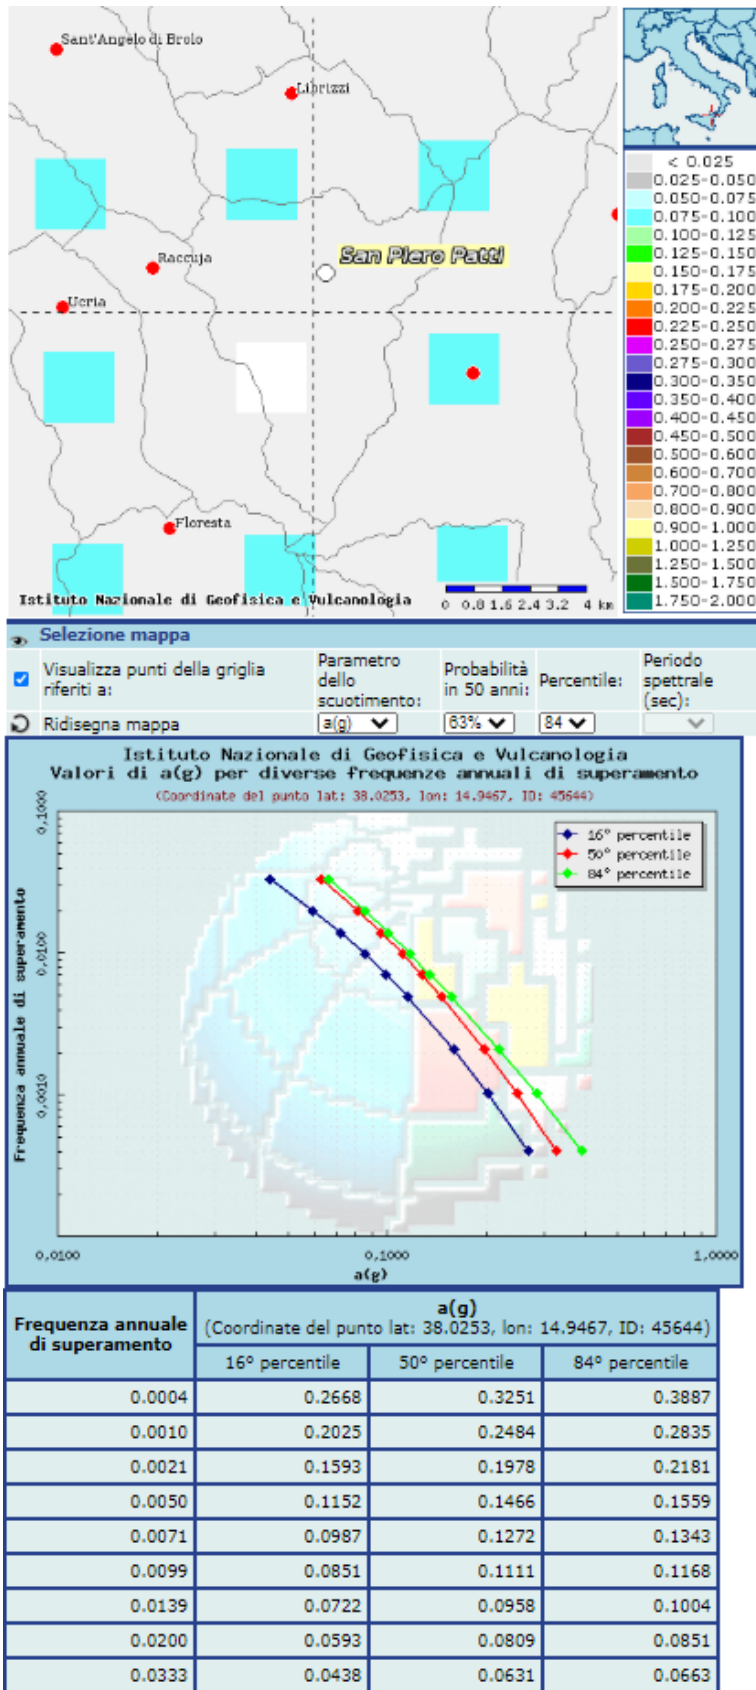 Sant'Angelo di Brolo
Librizzi
San Piero Patti
Raccuja
Ucria
Floresta
Istituto Nazionale di Geofisica e Vulcanologia
0 0.8 1.6 2.4 3.2 4 km
< 0.025
0.025-0.050
0.050-0.075
0.075-0.100
0.100-0.125
0.125-0.150
0.150-0.175
0.175-0.200
0.200-0.225
0.225-0.250
0.250-0.275
0.275-0.300
0.300-0.350
0.350-0.400
0.400-0.450
0.450-0.500
0.500-0.600
0.600-0.700
0.700-0.800
0.800-0.900
0.900-1.000
1.000-1.250
1.250-1.500
1.500-1.750
1.750-2.000
Selezione mappa
Visualizza punti della griglia
riferiti a:
Parametro
dello
scuotimento:
Probabilità
in 50 anni:
Percentile:
Periodo
spettrale
(sec):
Ridisegna mappa
a(g)
63%
84
Istituto Nazionale di Geofisica e Vulcanologia
Valori di a(g) per diverse frequenze annuali di superamento
(Coordinate del punto lat: 38.0253, lon: 14.9467, ID: 45644)
16° percentile
50° percentile
84° percentile
Frequenza annuale di superamento
0,1000
0,0100
0,0010
0,0100 0,1000 1,0000
a(g)
Frequenza annuale
di superamento
a(g)
(Coordinate del punto lat: 38.0253, lon: 14.9467, ID: 45644)
16° percentile 50° percentile 84° percentile
0.0004 0.2668 0.3251 0.3887
0.0010 0.2025 0.2484 0.2835
0.0021 0.1593 0.1978 0.2181
0.0050 0.1152 0.1466 0.1559
0.0071 0.0987 0.1272 0.1343
0.0099 0.0851 0.1111 0.1168
0.0139 0.0722 0.0958 0.1004
0.0200 0.0593 0.0809 0.0851
0.0333 0.0438 0.0631 0.0663